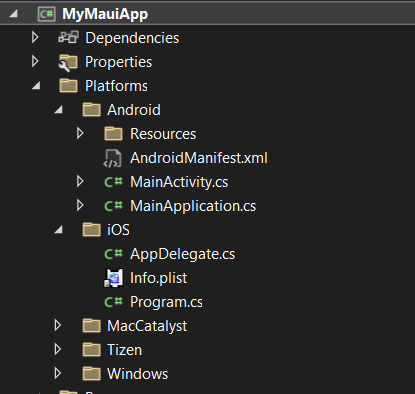 MyMauiApp
Dependencies
Properties
Platforms
Android
Resources
AndroidManifest.xml
C# MainActivity.cs
C# MainApplication.cs
iOS
C# AppDelegate.cs
Info.plist
C# Program.cs
MacCatalyst
Tizen
Windows